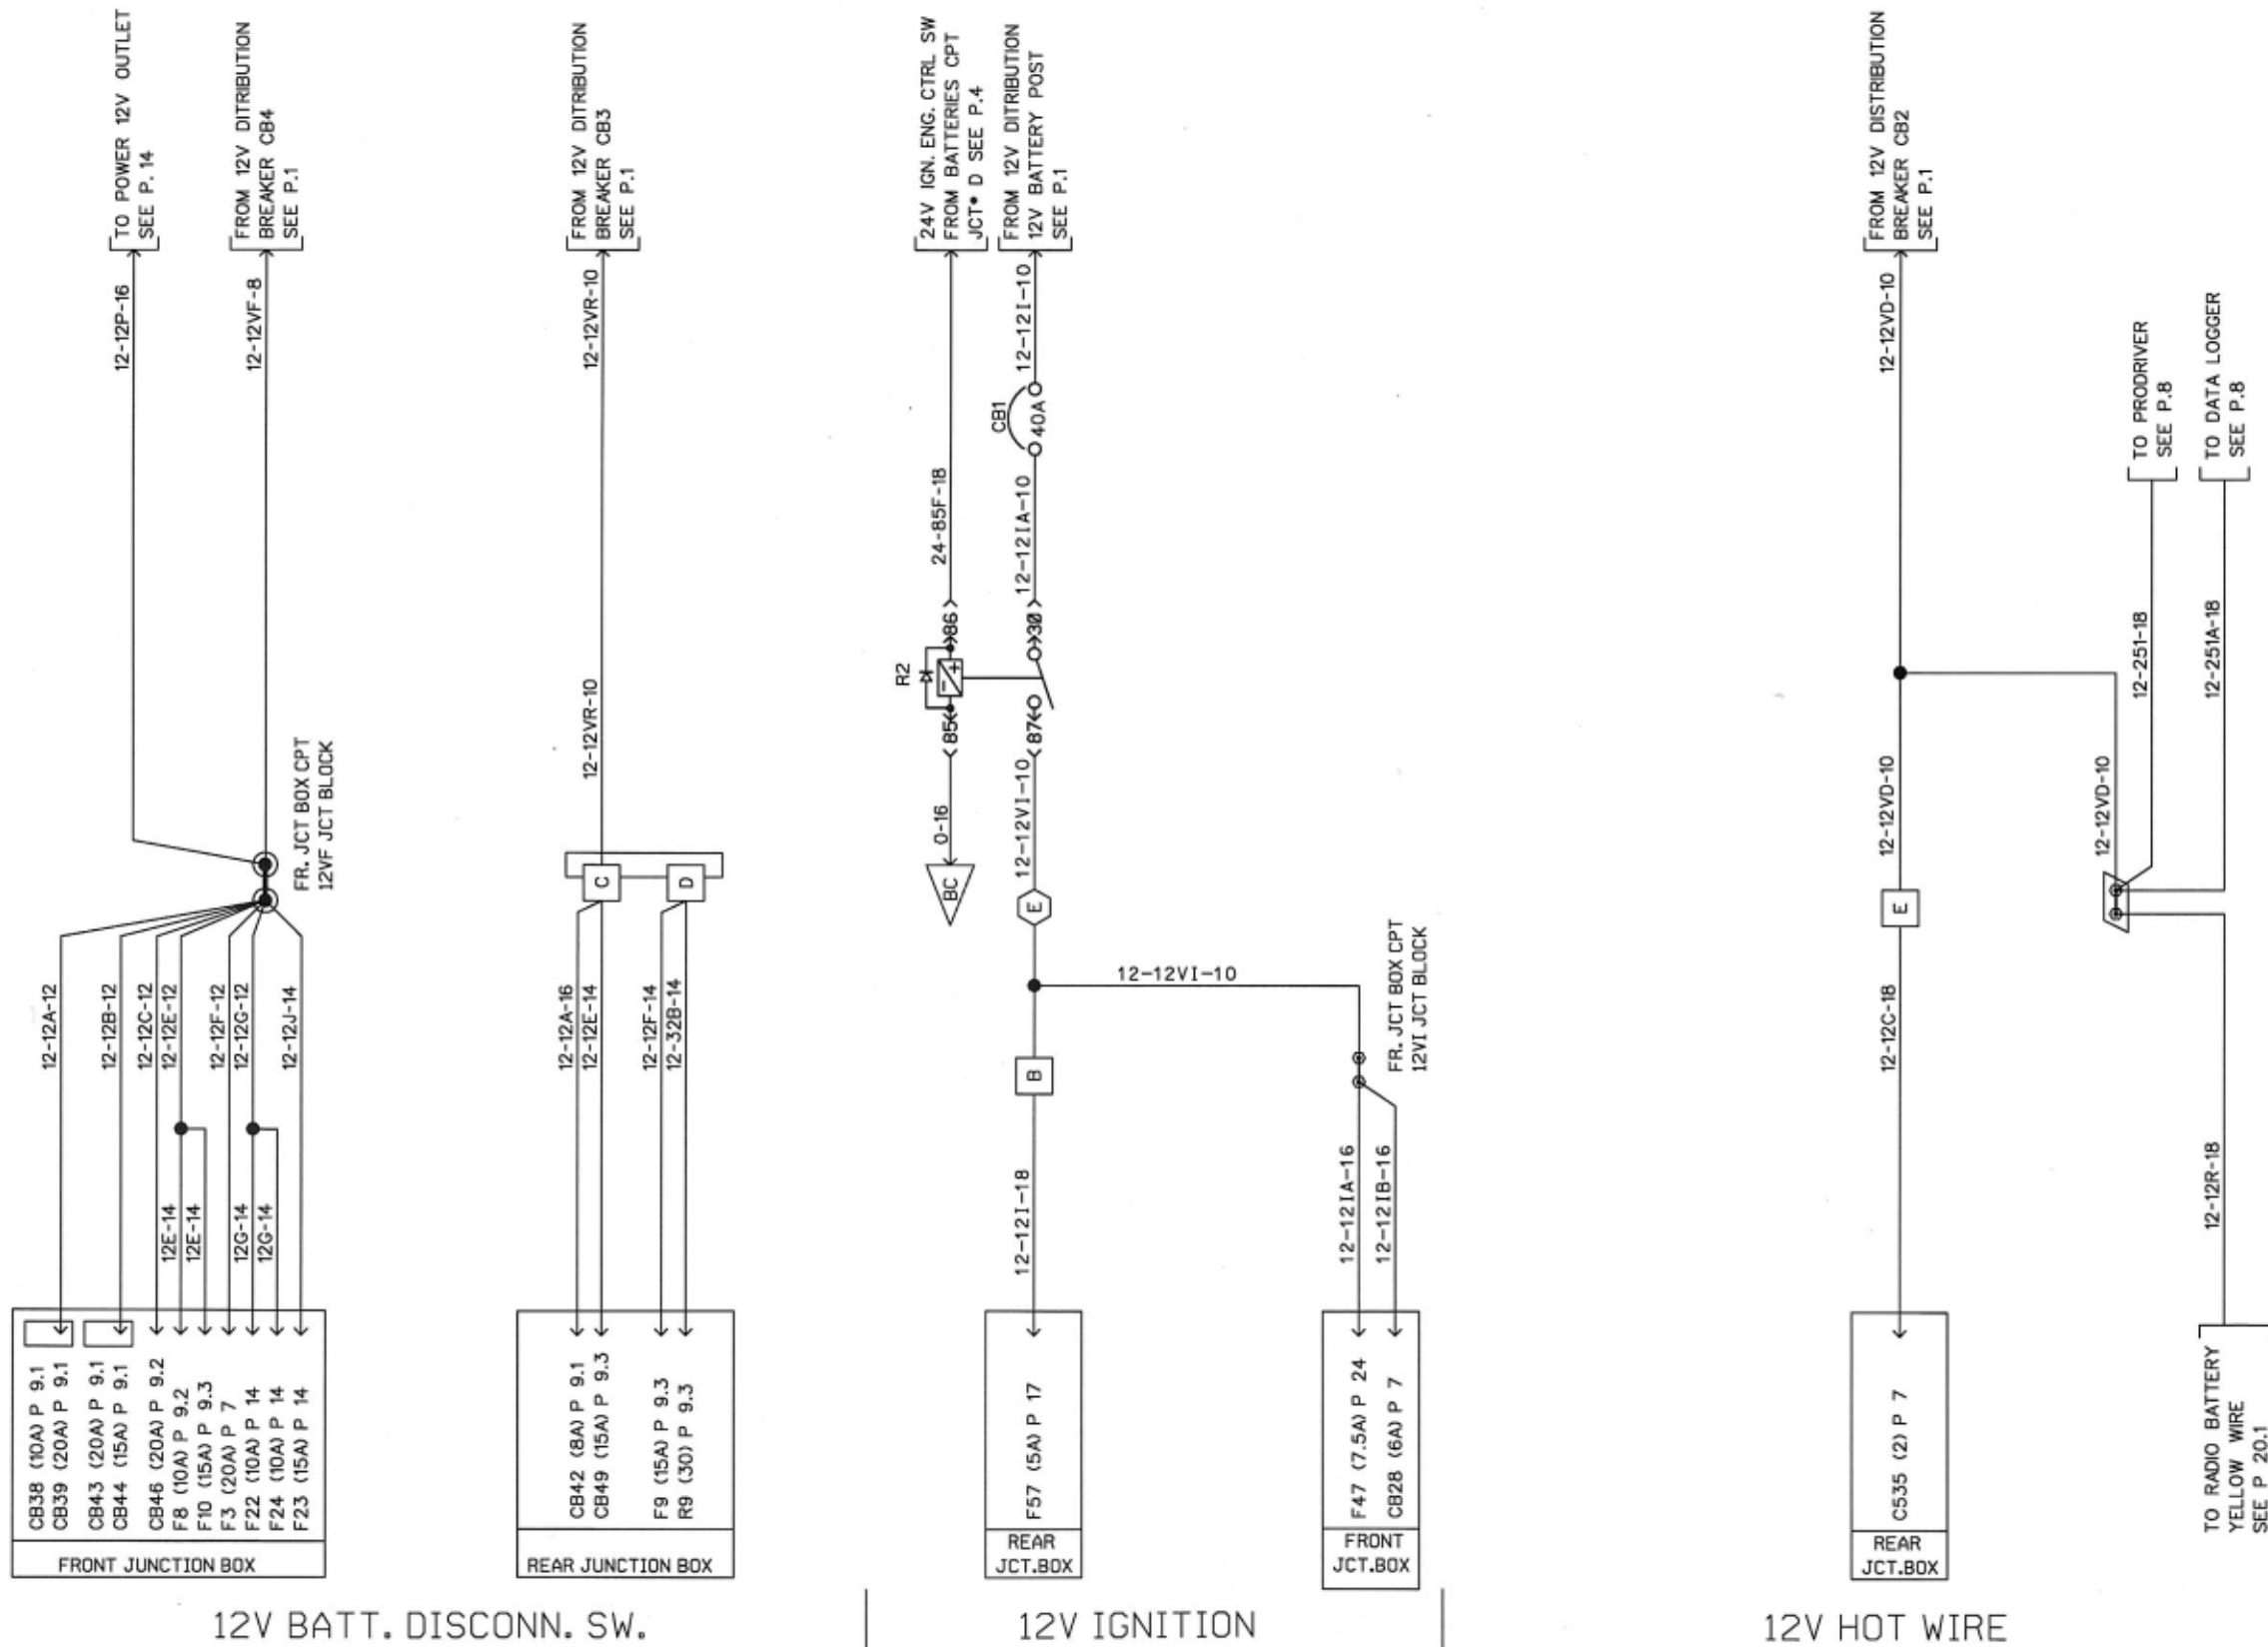 TO POWER 12V OUTLET
SEE P. 14
FROM 12V DITRIBUTION
BREAKER CB4
SEE P.1
12-12P-16
12-12VF-8
FR. JCT BOX CPT
12VF JCT BLOCK
12-12A-12
12-12B-12
12-12C-12
12-12E-12
12-12F-12
12-12G-12
12-12J-14
12E-14
12E-14
12G-14
12G-14
CB38 (10A) P 9.1
CB39 (20A) P 9.1
CB43 (20A) P 9.1
CB44 (15A) P 9.1
CB46 (20A) P 9.2
F8 (10A) P 9.2
F10 (15A) P 9.3
F3 (20A) P 7
F22 (10A) P 14
F24 (10A) P 14
F23 (15A) P 14
FRONT JUNCTION BOX
FROM 12V DITRIBUTION
BREAKER CB3
SEE P.1
12-12VR-10
12-12VR-10
C
D
12-12A-16
12-12E-14
12-12F-14
12-32B-14
CB42 (8A) P 9.1
CB49 (15A) P 9.3
F9 (15A) P 9.3
R9 (30) P 9.3
REAR JUNCTION BOX
12V BATT. DISCONN. SW.
24V IGN. ENG. CTRL SW
FROM BATTERIES CPT
JCT• D SEE P.4
FROM 12V DITRIBUTION
12V BATTERY POST
SEE P.1
12-12I-10
CB1
40A
24-85F-18
12-12IA-10
R2
86
30
85
87
0-16
12-12VI-10
BC
E
12-12VI-10
FR. JCT BOX CPT
12VI JCT BLOCK
B
12-12I-18
12-12IA-16
12-12IB-16
F57 (5A) P 17
REAR
JCT.BOX
F47 (7.5A) P 24
CB28 (6A) P 7
FRONT
JCT.BOX
12V IGNITION
FROM 12V DISTRIBUTION
BREAKER CB2
SEE P.1
12-12VD-10
TO PRODRIVER
SEE P.8
TO DATA LOGGER
SEE P.8
12-251-18
12-251A-18
12-12VD-10
12-12VD-10
E
12-12C-18
12-12R-18
C535 (2) P 7
REAR
JCT.BOX
TO RADIO BATTERY
YELLOW WIRE
SEE P 20.1
12V HOT WIRE